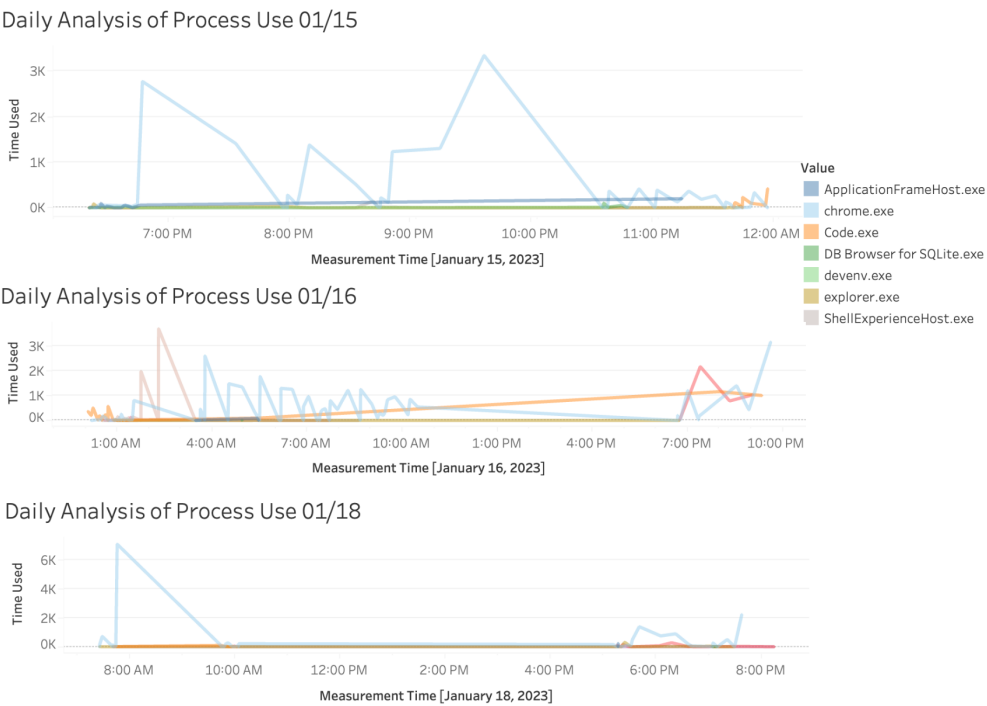 Daily Analysis of Process Use 01/15
3K
2K
1K
0K
Time Used
7:00 PM 8:00 PM 9:00 PM 10:00 PM 11:00 PM 12:00 AM
Measurement Time [January 15, 2023]
Value
ApplicationFrameHost.exe
chrome.exe
Code.exe
DB Browser for SQLite.exe
devenv.exe
explorer.exe
ShellExperienceHost.exe
Daily Analysis of Process Use 01/16
3K
2K
1K
0K
Time Used
1:00 AM 4:00 AM 7:00 AM 10:00 AM 1:00 PM 4:00 PM 7:00 PM 10:00 PM
Measurement Time [January 16, 2023]
Daily Analysis of Process Use 01/18
6K
4K
2K
0K
Time Used
8:00 AM 10:00 AM 12:00 PM 2:00 PM 4:00 PM 6:00 PM 8:00 PM
Measurement Time [January 18, 2023]